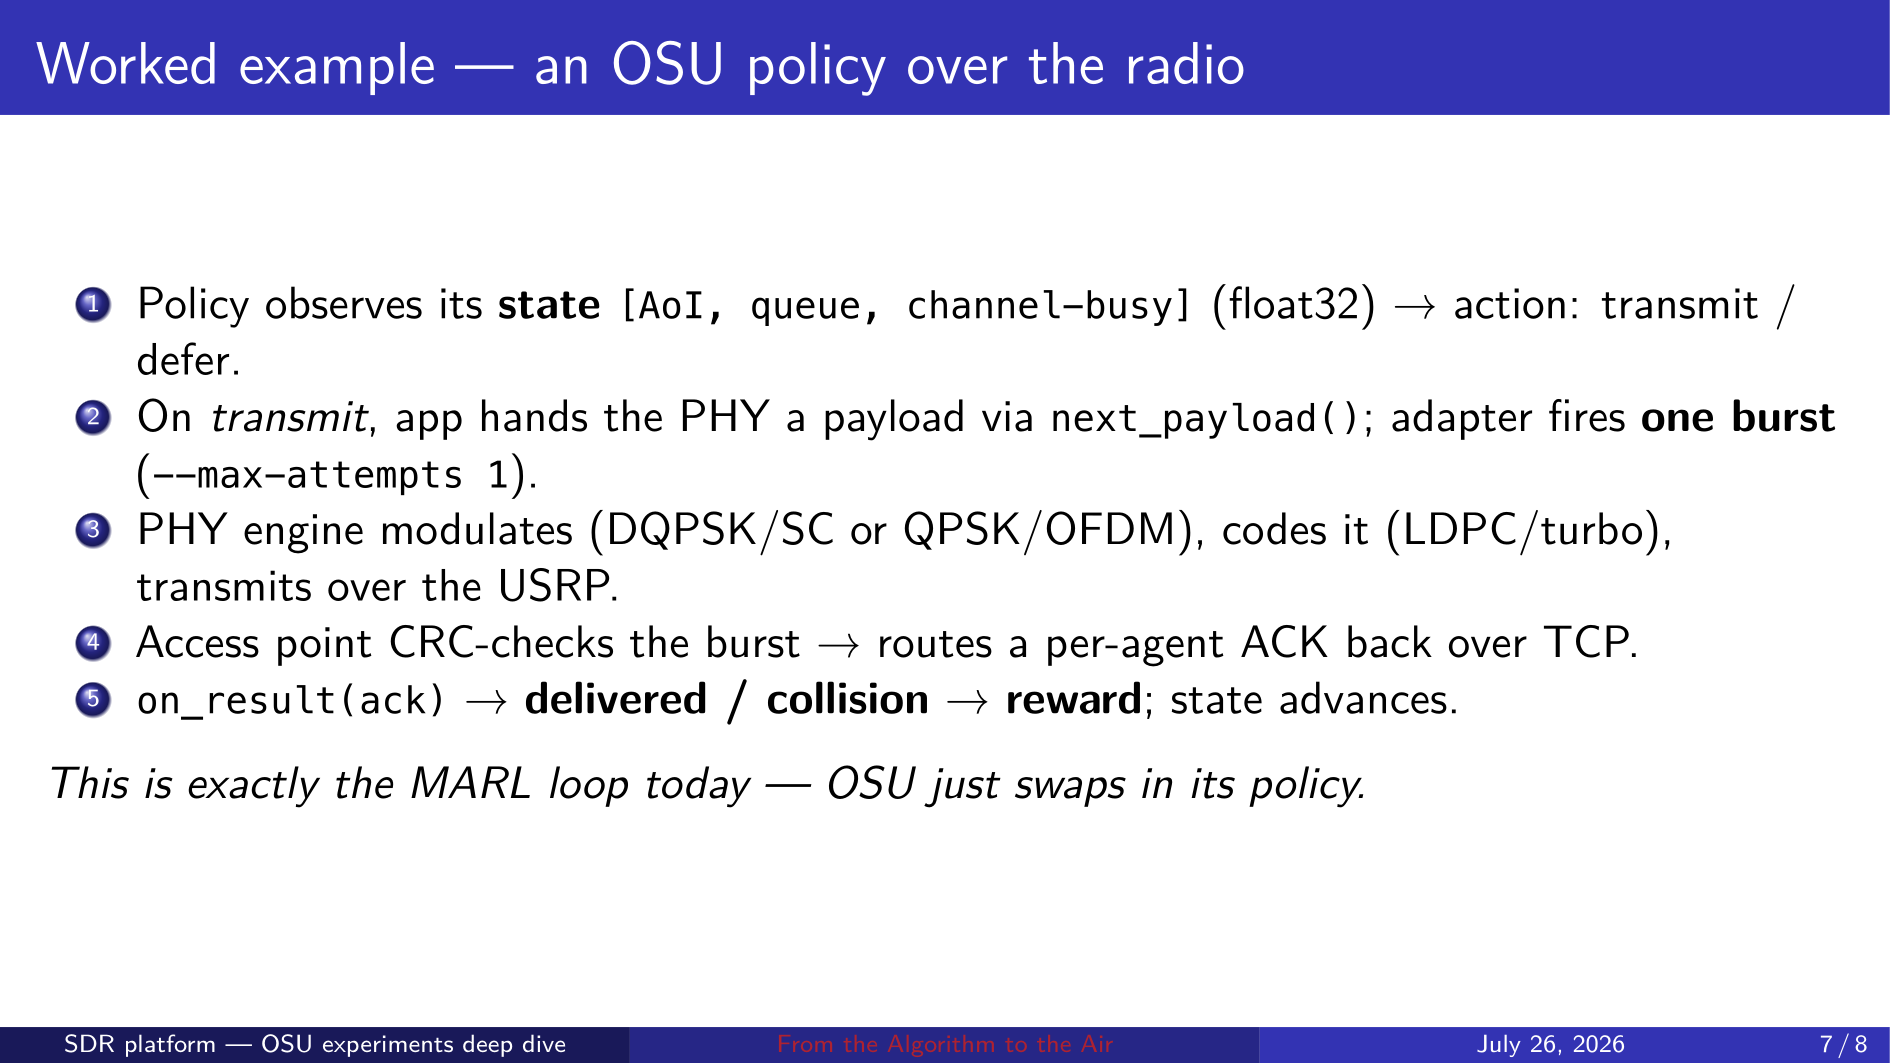 Worked example — an OSU policy over the radio
1 Policy observes its state [AoI, queue, channel-busy] (float32) → action: transmit /
defer.
2 On transmit, app hands the PHY a payload via next_payload(); adapter fires one burst
(--max-attempts 1).
3 PHY engine modulates (DQPSK/SC or QPSK/OFDM), codes it (LDPC/turbo),
transmits over the USRP.
4 Access point CRC-checks the burst → routes a per-agent ACK back over TCP.
5 on_result(ack) → delivered / collision → reward; state advances.
This is exactly the MARL loop today — OSU just swaps in its policy.
SDR platform — OSU experiments deep dive From the Algorithm to the Air July 26, 2026 7 / 8